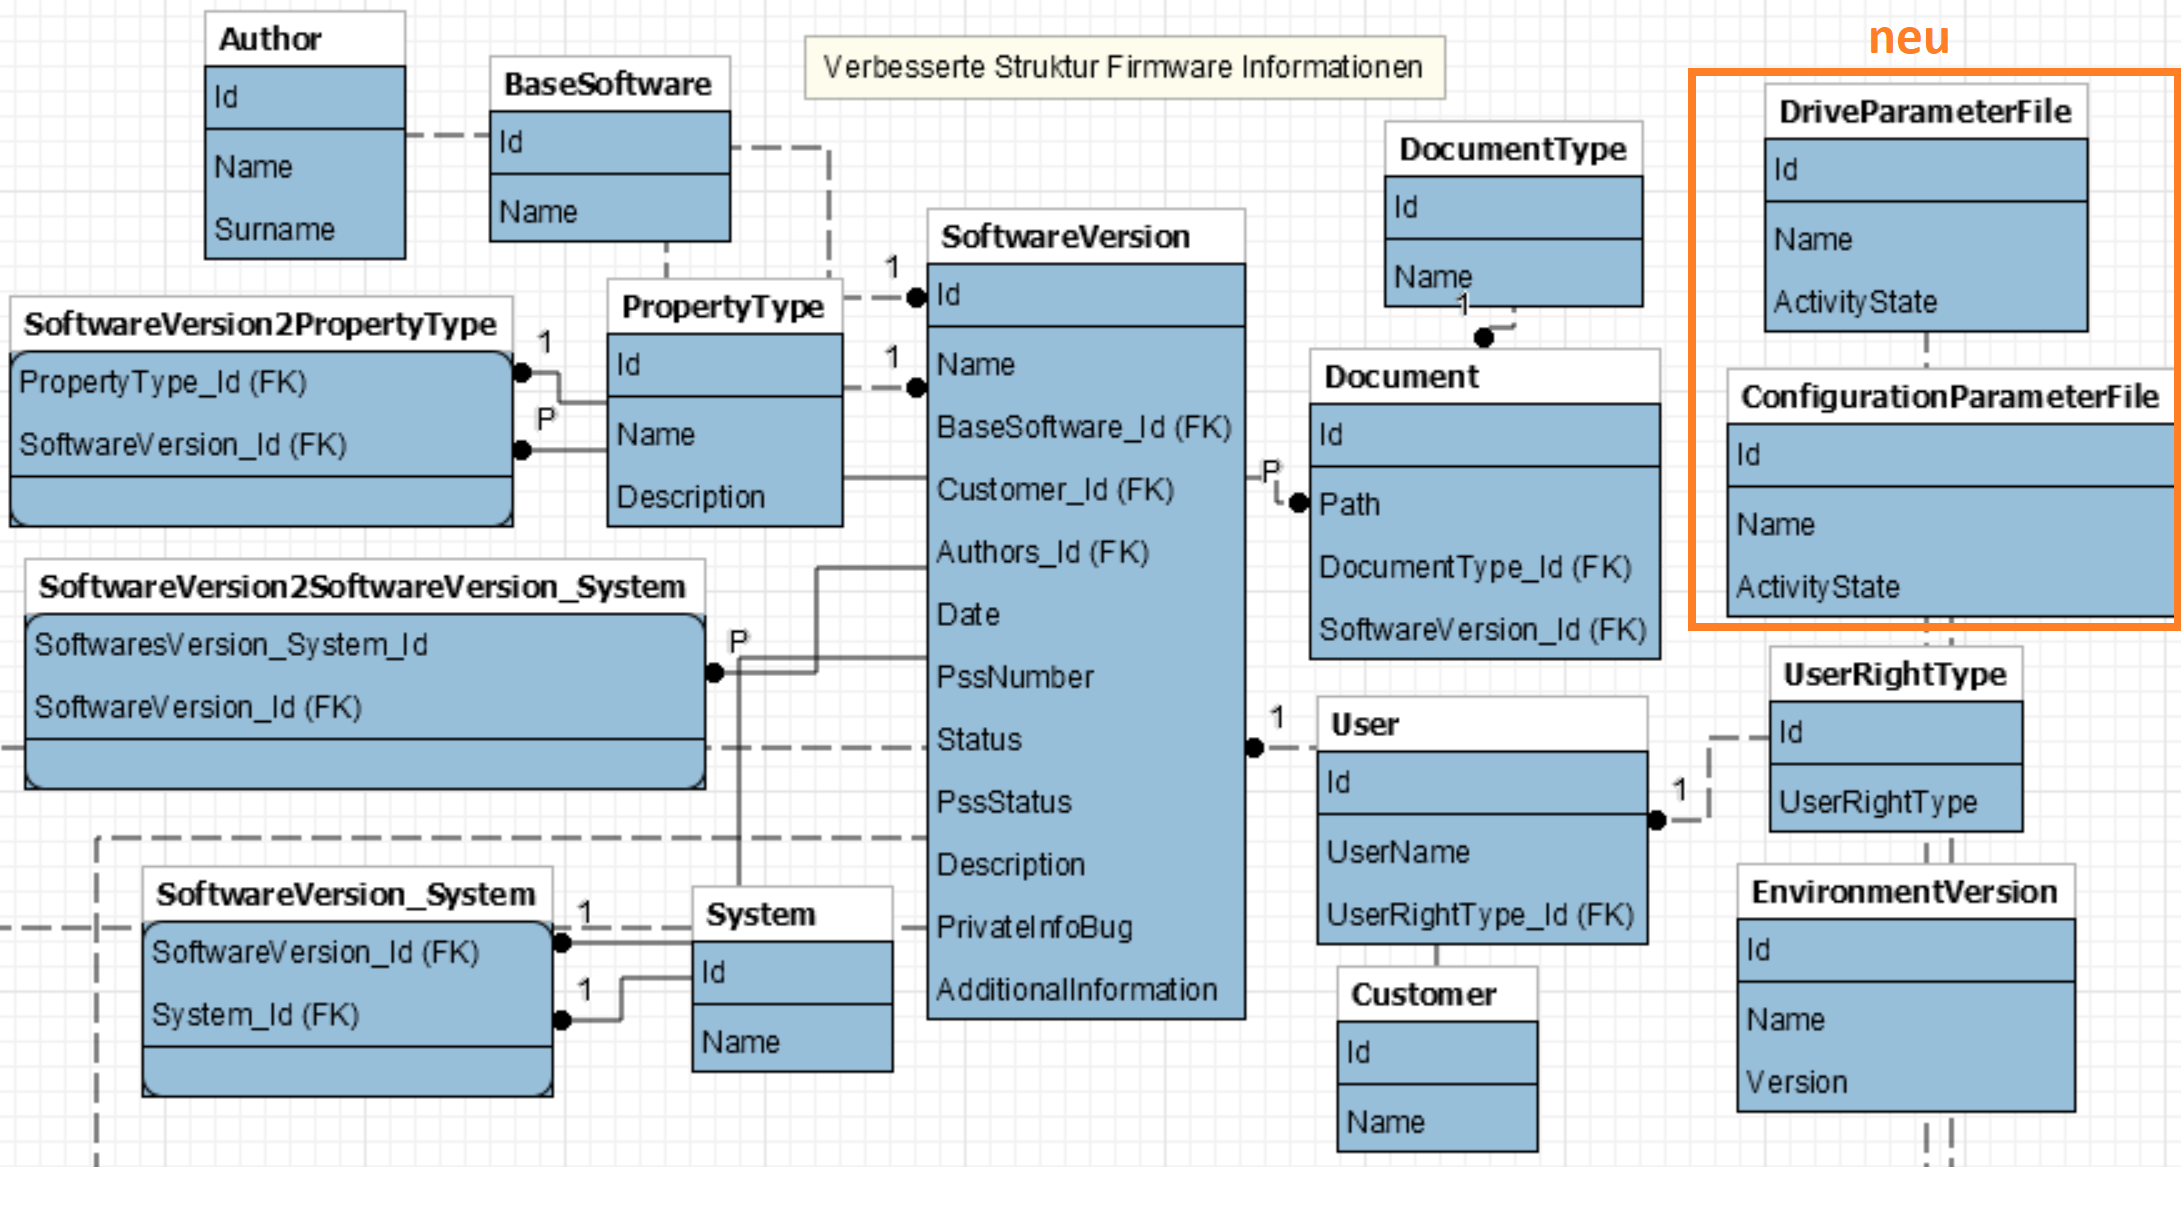 neu
Verbesserte Struktur Firmware Informationen
Author
Id
Name
Surname
BaseSoftware
Id
Name
SoftwareVersion2PropertyType
PropertyType_Id (FK)
SoftwareVersion_Id (FK)
1
P
PropertyType
Id
Name
Description
1
1
SoftwareVersion
Id
Name
BaseSoftware_Id (FK)
Customer_Id (FK)
Authors_Id (FK)
Date
PssNumber
Status
PssStatus
Description
PrivateInfoBug
AdditionalInformation
DocumentType
Id
Name
1
Document
Id
Path
DocumentType_Id (FK)
SoftwareVersion_Id (FK)
P
DriveParameterFile
Id
Name
ActivityState
ConfigurationParameterFile
Id
Name
ActivityState
SoftwareVersion2SoftwareVersion_System
SoftwaresVersion_System_Id
SoftwareVersion_Id (FK)
P
SoftwareVersion_System
SoftwareVersion_Id (FK)
System_Id (FK)
1
1
System
Id
Name
1
User
Id
UserName
UserRightType_Id (FK)
1
UserRightType
Id
UserRightType
Customer
Id
Name
EnvironmentVersion
Id
Name
Version